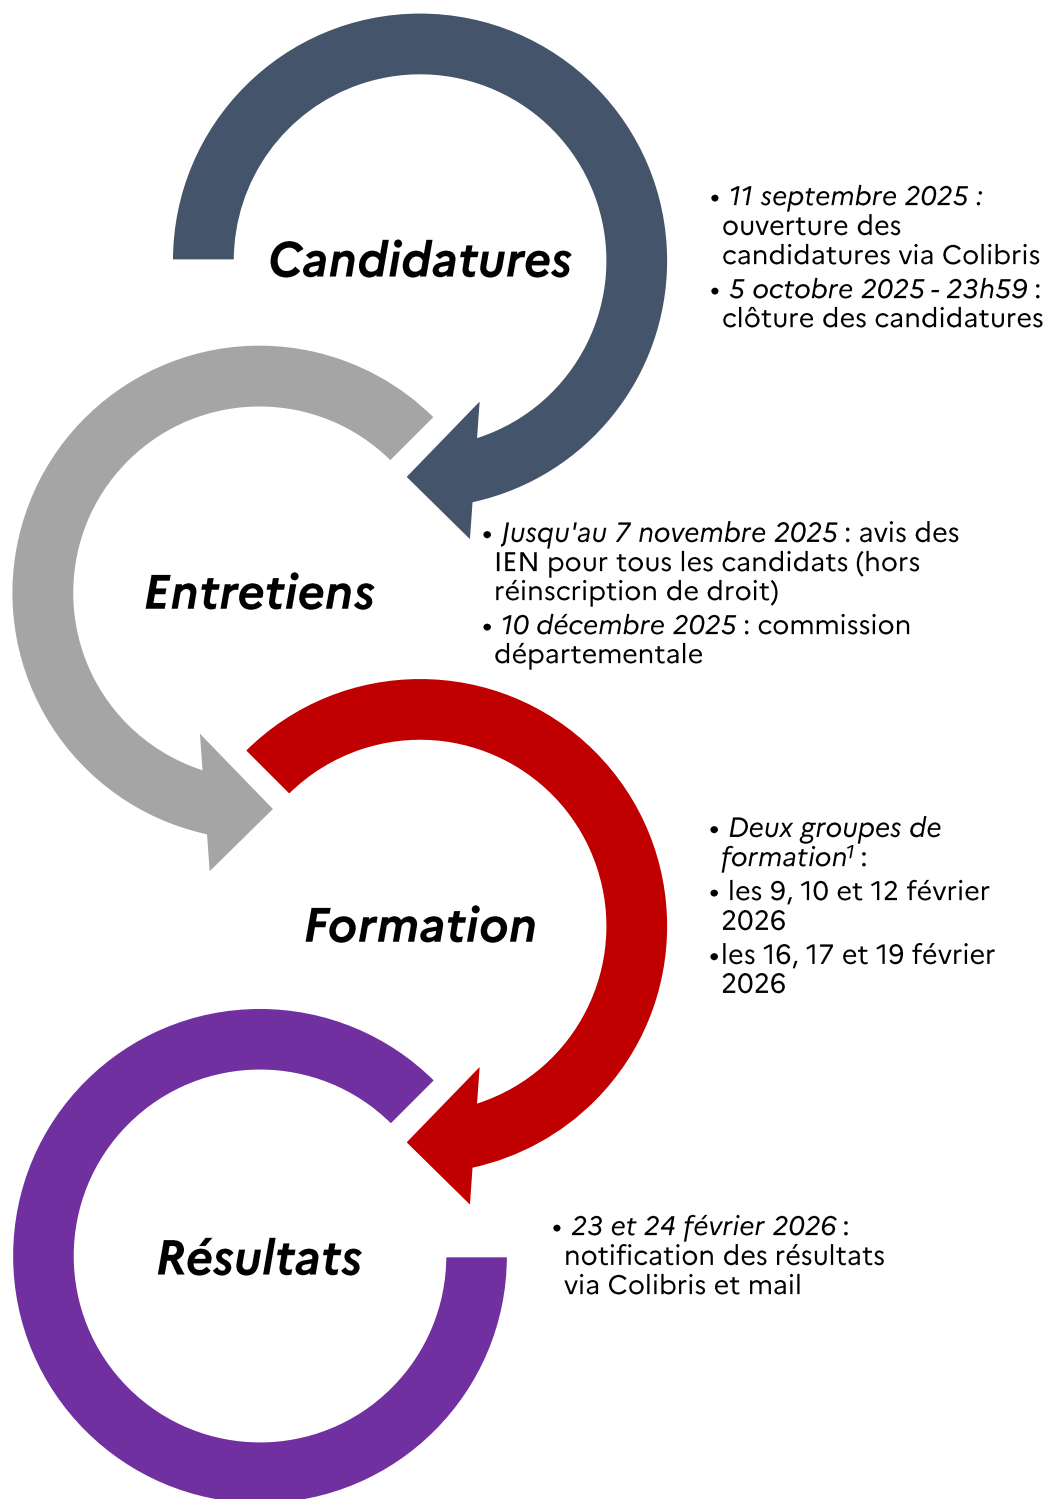 Candidatures
• 11 septembre 2025 :
ouverture des
candidatures via Colibris
• 5 octobre 2025 - 23h59 :
clôture des candidatures
Entretiens
• Jusqu'au 7 novembre 2025 : avis des
IEN pour tous les candidats (hors
réinscription de droit)
• 10 décembre 2025 : commission
départementale
Formation
• Deux groupes de
formation¹ :
• les 9, 10 et 12 février
2026
•les 16, 17 et 19 février
2026
Résultats
• 23 et 24 février 2026 :
notification des résultats
via Colibris et mail